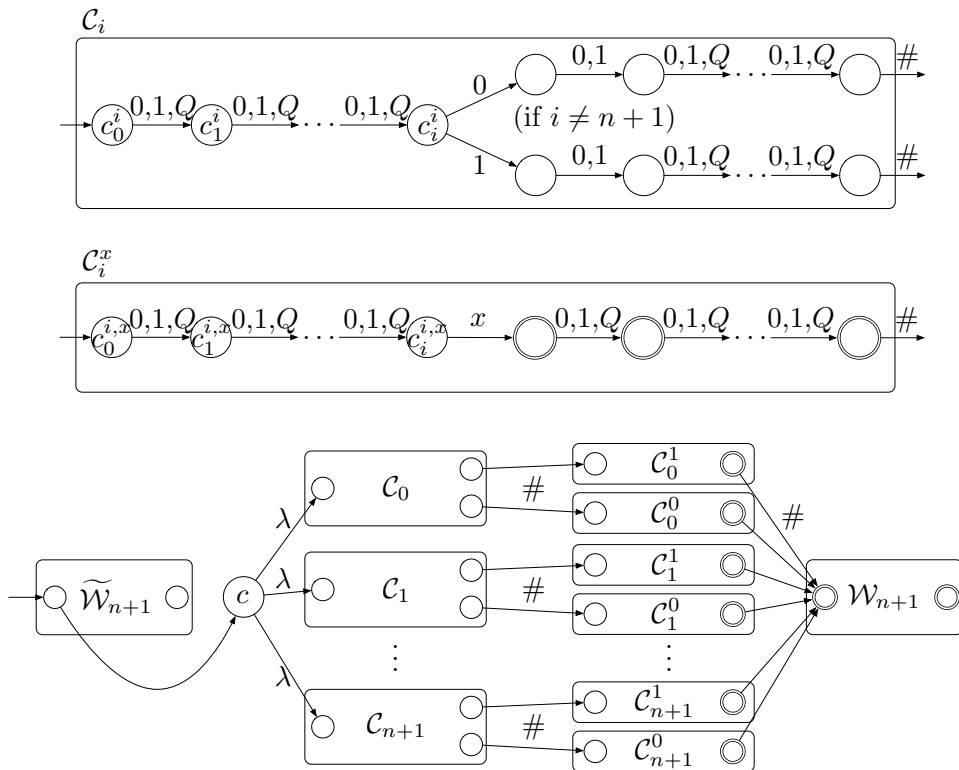 𝒞_i
0,1,Q 0,1,Q 0,1,Q 0 0,1 0,1,Q 0,1,Q #
c_0^i c_1^i ··· c_i^i ···
(if i ≠ n + 1)
1 0,1 0,1,Q 0,1,Q #
···
𝒞_i^x
0,1,Q 0,1,Q 0,1,Q x 0,1,Q 0,1,Q 0,1,Q #
c_0^{i,x} c_1^{i,x} ··· c_i^{i,x} ···
𝒞_0 # 𝒞_0^1
𝒞_0^0 #
λ
𝒲̃_{n+1} c λ 𝒞_1 # 𝒞_1^1
𝒞_1^0 𝒲_{n+1}
⋮ ⋮
λ 𝒞_{n+1} # 𝒞_{n+1}^1
𝒞_{n+1}^0